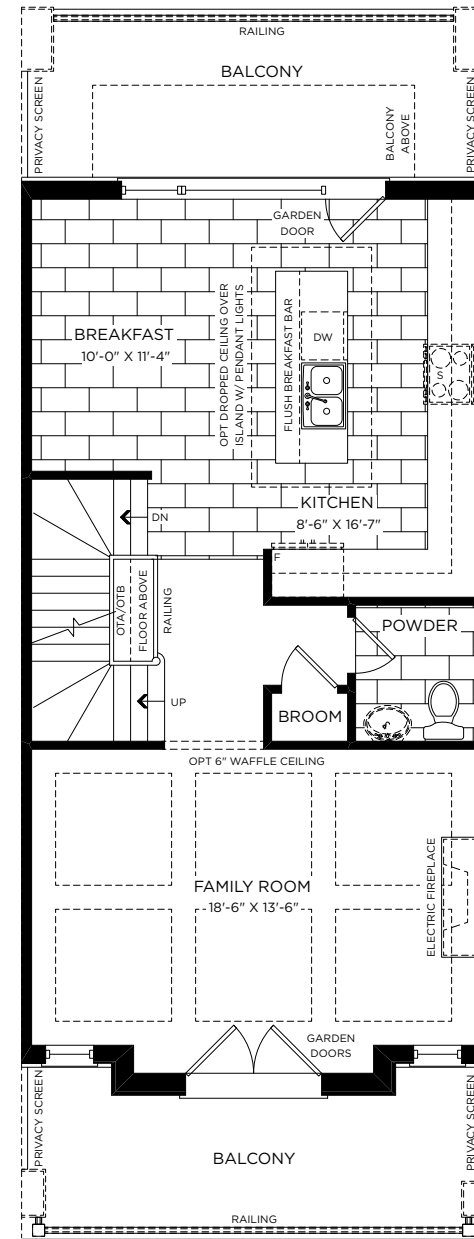 RAILING
BALCONY
PRIVACY SCREEN
BALCONY
ABOVE
PRIVACY SCREEN
GARDEN
DOOR
BREAKFAST
10'-0" X 11'-4"
OPT DROPPED CEILING OVER
ISLAND W/ PENDANT LIGHTS
FLUSH BREAKFAST BAR
DW
S
KITCHEN
8'-6" X 16'-7"
DN
F
OTA/OTB
FLOOR ABOVE
RAILING
POWDER
UP
BROOM
OPT 6" WAFFLE CEILING
FAMILY ROOM
18'-6" X 13'-6"
ELECTRIC FIREPLACE
GARDEN
DOORS
PRIVACY SCREEN
PRIVACY SCREEN
BALCONY
RAILING